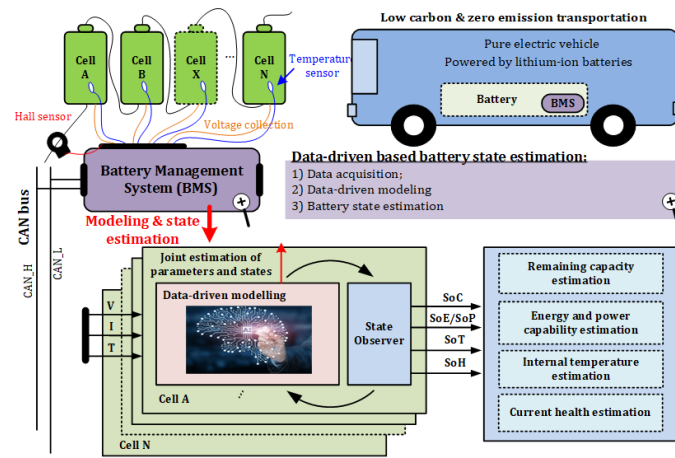 Low carbon & zero emission transportation
Cell
A
Cell
B
Cell
X
...
Cell
N
Temperature
sensor
Pure electric vehicle
Powered by lithium-ion batteries
Battery
BMS
Hall sensor
Voltage collection
Battery Management
System (BMS)
Data-driven based battery state estimation:
1) Data acquisition;
2) Data-driven modeling
3) Battery state estimation
CAN bus
CAN_H
CAN_L
Modeling & state
estimation
Joint estimation of
parameters and states
Data-driven modelling
AI
State
Observer
V
I
T
Cell A
...
Cell N
SoC
SoE/SoP
SoT
SoH
Remaining capacity
estimation
Energy and power
capability estimation
Internal temperature
estimation
Current health estimation